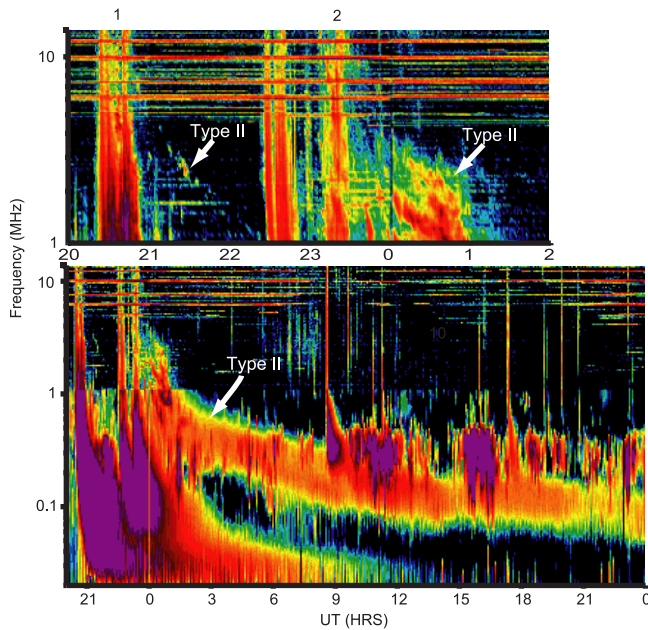 1 2
10
Type II
Type II
1
20 21 22 23 0 1 2
Frequency (MHz)
10
10
Type II
1
0.1
21 0 3 6 9 12 15 18 21 0
UT (HRS)